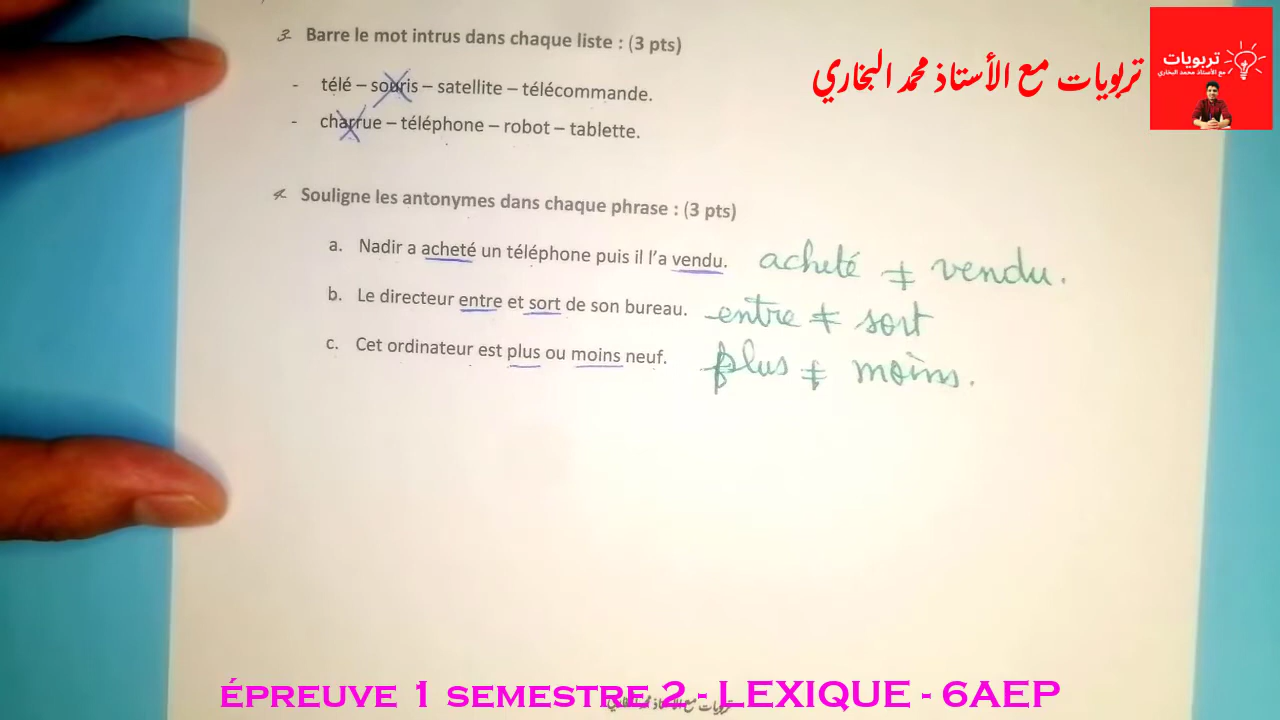 3- Barre le mot intrus dans chaque liste : (3 pts)
- télé – souris – satellite – télécommande.
- charrue – téléphone – robot – tablette.
4- Souligne les antonymes dans chaque phrase : (3 pts)
a. Nadir a acheté un téléphone puis il l'a vendu. acheté ≠ vendu.
b. Le directeur entre et sort de son bureau. entre ≠ sort
c. Cet ordinateur est plus ou moins neuf. plus ≠ moins.
تربويات مع الأستاذ محمد البخاري
تربويات
مع الأستاذ محمد البخاري
ÉPREUVE 1 SEMESTRE 2 - LEXIQUE - 6AEP